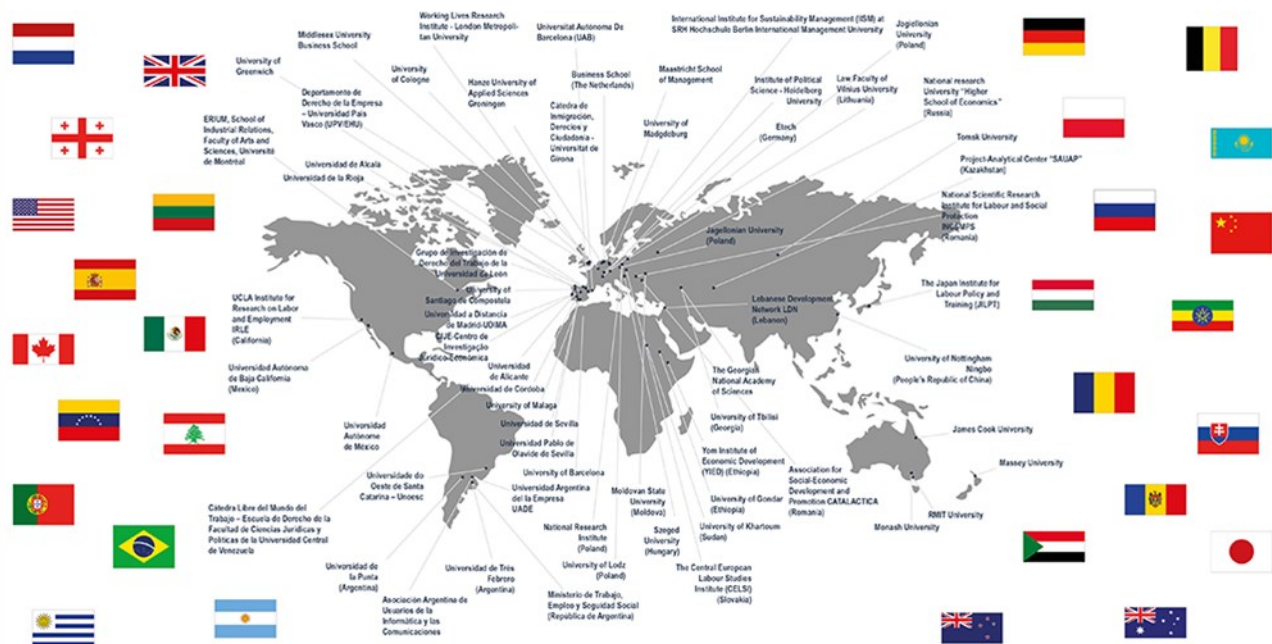 Working Lives Research
Institute - London Metropoli-
tan University
Universitat Autònoma De
Barcelona (UAB)
International Institute for Sustainability Management (IISM) at
SRH Hochschule Berlin International Management University
Jogiellonian
University
(Poland)
Middlesex University
Business School
University of
Greenwich
University
of Cologne
Hanze University of
Applied Sciences
Groningen
Business School
(The Netherlands)
Maastricht School
of Management
Institute of Political
Science - Heidelberg
University
Law Faculty of
Vilnius University
(Lithuania)
National research
University "Higher
School of Economics"
(Russia)
Departamento de
Derecho de la Empresa
– Universidad Pais
Vasco (UPV/EHU)
Cátedra de
Inmigración,
Derechos y
Ciudadanía -
Universitat de
Girona
University of
Madgdeburg
Etech
(Germany)
Tomsk University
ERIUM, School of
Industrial Relations,
Faculty of Arts and
Sciences, Université
de Montréal
Universidad de Alcala
Universidad de la Rioja
Project-Analytical Center "SAUAP"
(Kazakhstan)
National Scientific Research
Institute for Labour and Social
Protection
INCSMPS
(Romania)
Jagellonian University
(Poland)
Grupo de Investigación de
Derecho del Trabajo de la
Universidad de León
University of
Santiago de Compostela
Universidad a Distancia
de Madrid-UDIMA
CIJE-Centro de
Investigação
Jurídico-Económica
Lebanese Development
Network LDN
(Lebanon)
The Japan Institute for
Labour Policy and
Training (JILPT)
UCLA Institute for
Research on Labor
and Employment
IRLE
(California)
Universidad Autónoma
de Baja California
(Mexico)
Universidad
de Alicante
Universidad de Córdoba
The Georgian
National Academy
of Sciences
University of Nottingham
Ningbo
(People's Republic of China)
University of Malaga
Universidad de Sevilla
Universidad Pablo de
Olavide de Sevilla
University of Tbilisi
(Georgia)
Universidad
Autónome
de México
James Cook University
Yom Institute of
Economic Development
(YIED) (Ethiopia)
Universidade do
Oeste de Santa
Catarina – Unoesc
University of Barcelona
Universidad Argentina
de la Empresa
UADE
Moldovan State
University
(Moldova)
Association for
Social-Economic
Development and
Promotion CATALACTICA
(Romania)
Massey University
University of Gondar
(Ethiopia)
RMIT University
Monash University
Cátedra Libre del Mundo del
Trabajo – Escuela de Derecho de la
Facultad de Ciencias Jurídicas y
Políticas de la Universidad Central
de Venezuela
National Research
Institute
(Poland)
Szeged
University
(Hungary)
University of Khartoum
(Sudan)
Universidad de
la Punta
(Argentina)
Universidad de Très
Febrero
(Argentina)
University of Lodz
(Poland)
The Central European
Labour Studies
Institute (CELSI)
(Slovakia)
Asociación Argentina de
Usuarios de la
Informática y las
Comunicaciones
Ministerio de Trabajo,
Empleo y Seguidad Social
(República de Argentina)